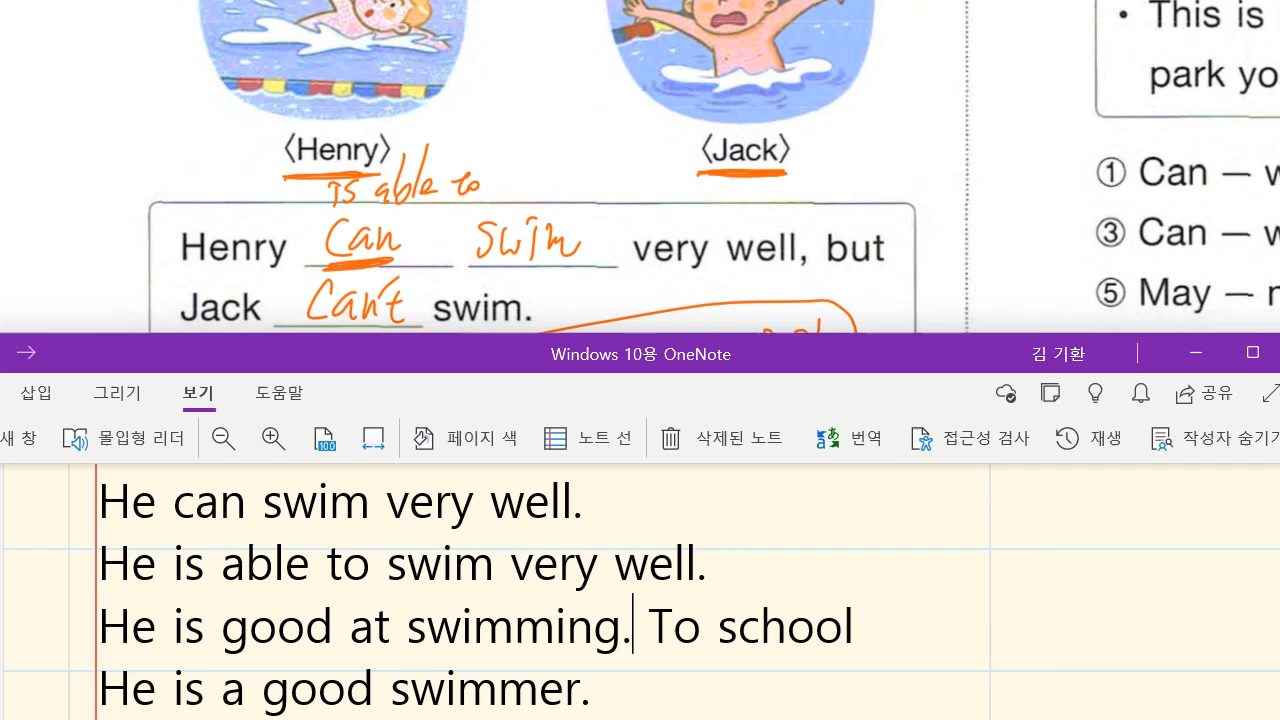 • This is
park yo
〈Henry〉
〈Jack〉
is able to
① Can — w
Henry can swim very well, but
③ Can — w
Jack can't swim.
⑤ May — n
Windows 10용 OneNote
김 기환
삽입 그리기 보기 도움말
공유
새 창 몰입형 리더 100 페이지 색 노트 선 삭제된 노트 번역 접근성 검사 재생 작성자 숨기기
He can swim very well.
He is able to swim very well.
He is good at swimming. To school
He is a good swimmer.